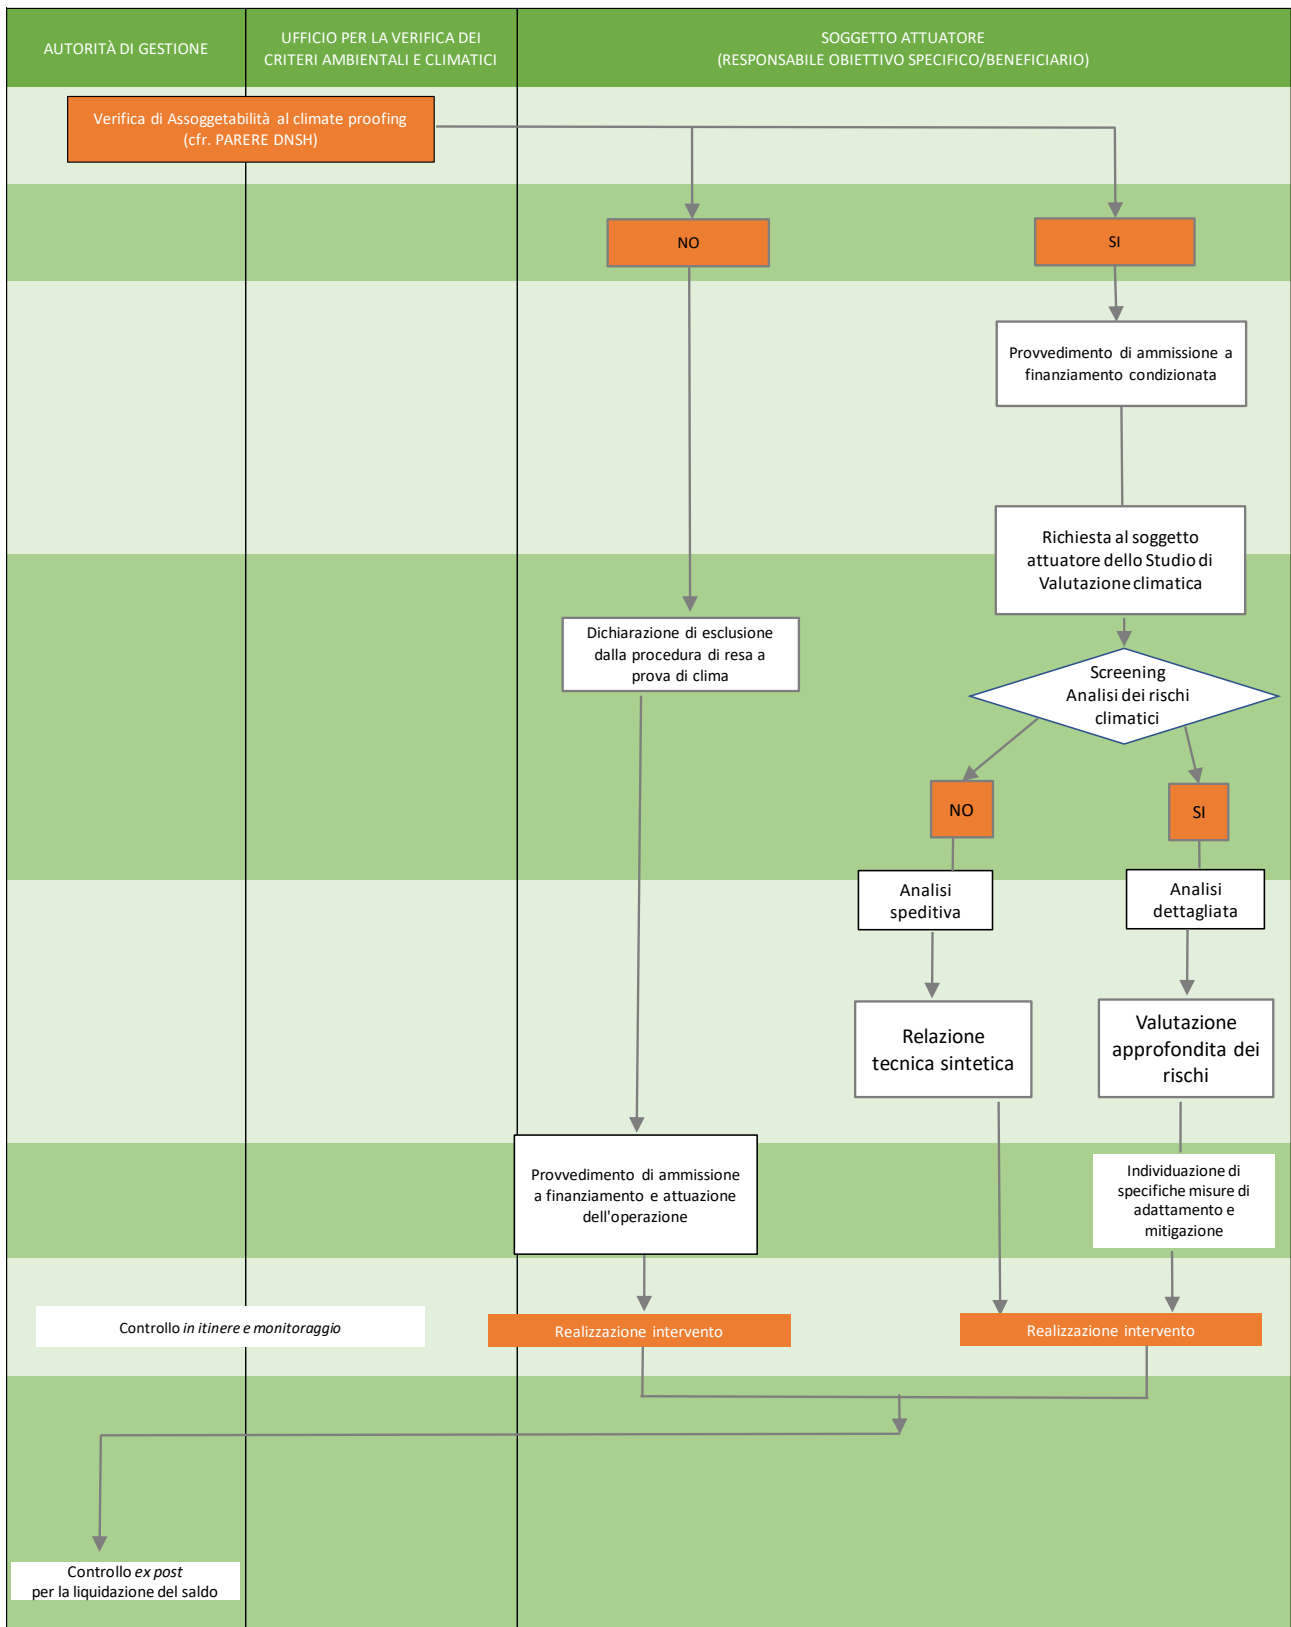 AUTORITÀ DI GESTIONE
UFFICIO PER LA VERIFICA DEI
CRITERI AMBIENTALI E CLIMATICI
SOGGETTO ATTUATORE
(RESPONSABILE OBIETTIVO SPECIFICO/BENEFICIARIO)
Verifica di Assoggetabilità al climate proofing
(cfr. PARERE DNSH)
NO
SI
Provvedimento di ammissione a
finanziamento condizionata
Richiesta al soggetto
attuatore dello Studio di
Valutazione climatica
Dichiarazione di esclusione
dalla procedura di resa a
prova di clima
Screening
Analisi dei rischi
climatici
NO
SI
Analisi
speditiva
Analisi
dettagliata
Relazione
tecnica sintetica
Valutazione
approfondita dei
rischi
Provvedimento di ammissione
a finanziamento e attuazione
dell'operazione
Individuazione di
specifiche misure di
adattamento e
mitigazione
Controllo in itinere e monitoraggio
Realizzazione intervento
Realizzazione intervento
Controllo ex post
per la liquidazione del saldo